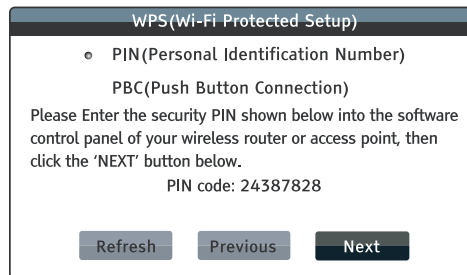 WPS(Wi-Fi Protected Setup)
PIN(Personal Identification Number)
PBC(Push Button Connection)
Please Enter the security PIN shown below into the software
control panel of your wireless router or access point, then
click the ‘NEXT’ button below.
PIN code: 24387828
Refresh Previous Next